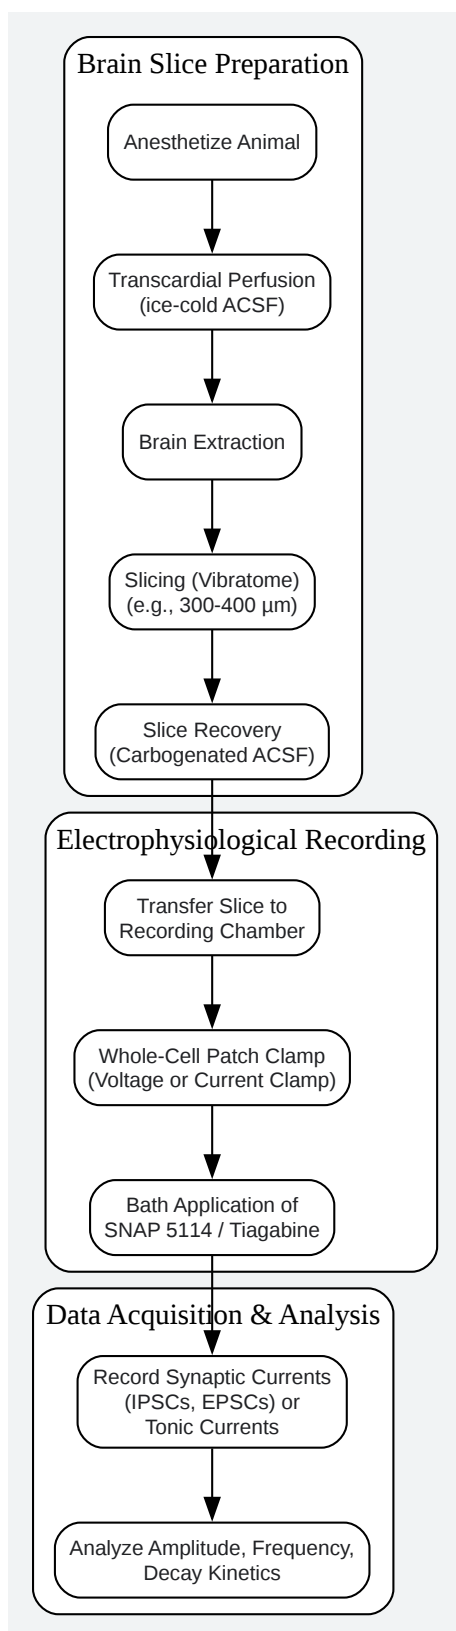 Brain Slice Preparation
Anesthetize Animal
Transcardial Perfusion
(ice-cold ACSF)
Brain Extraction
Slicing (Vibratome)
(e.g., 300-400 µm)
Slice Recovery
(Carbogenated ACSF)
Electrophysiological Recording
Transfer Slice to
Recording Chamber
Whole-Cell Patch Clamp
(Voltage or Current Clamp)
Bath Application of
SNAP 5114 / Tiagabine
Data Acquisition & Analysis
Record Synaptic Currents
(IPSCs, EPSCs) or
Tonic Currents
Analyze Amplitude, Frequency,
Decay Kinetics